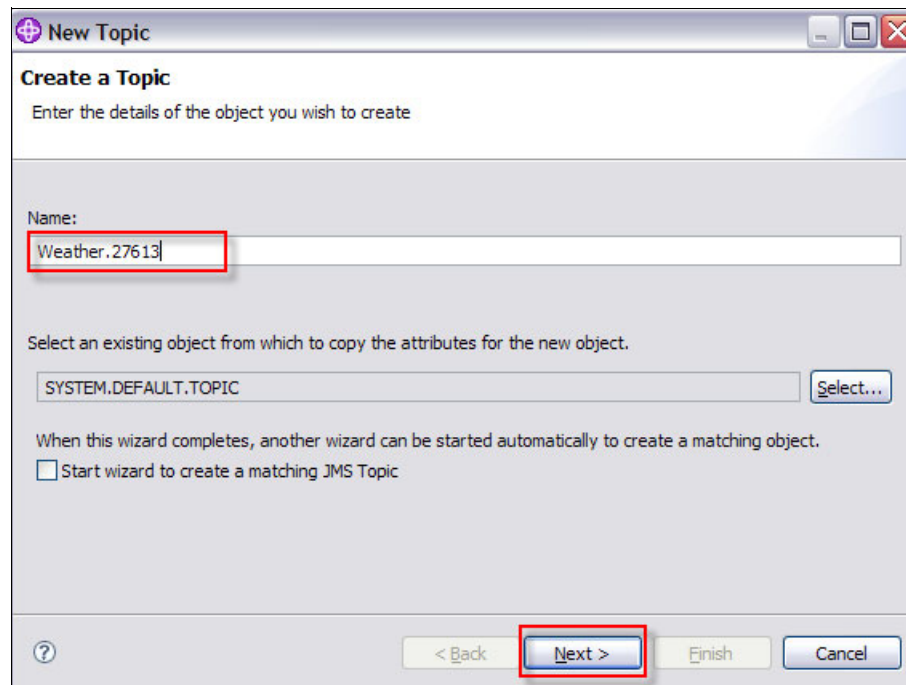 New Topic
Create a Topic
Enter the details of the object you wish to create
Name:
Weather.27613
Select an existing object from which to copy the attributes for the new object.
SYSTEM.DEFAULT.TOPIC
Select...
When this wizard completes, another wizard can be started automatically to create a matching object.
Start wizard to create a matching JMS Topic
?
< Back
Next >
Finish
Cancel